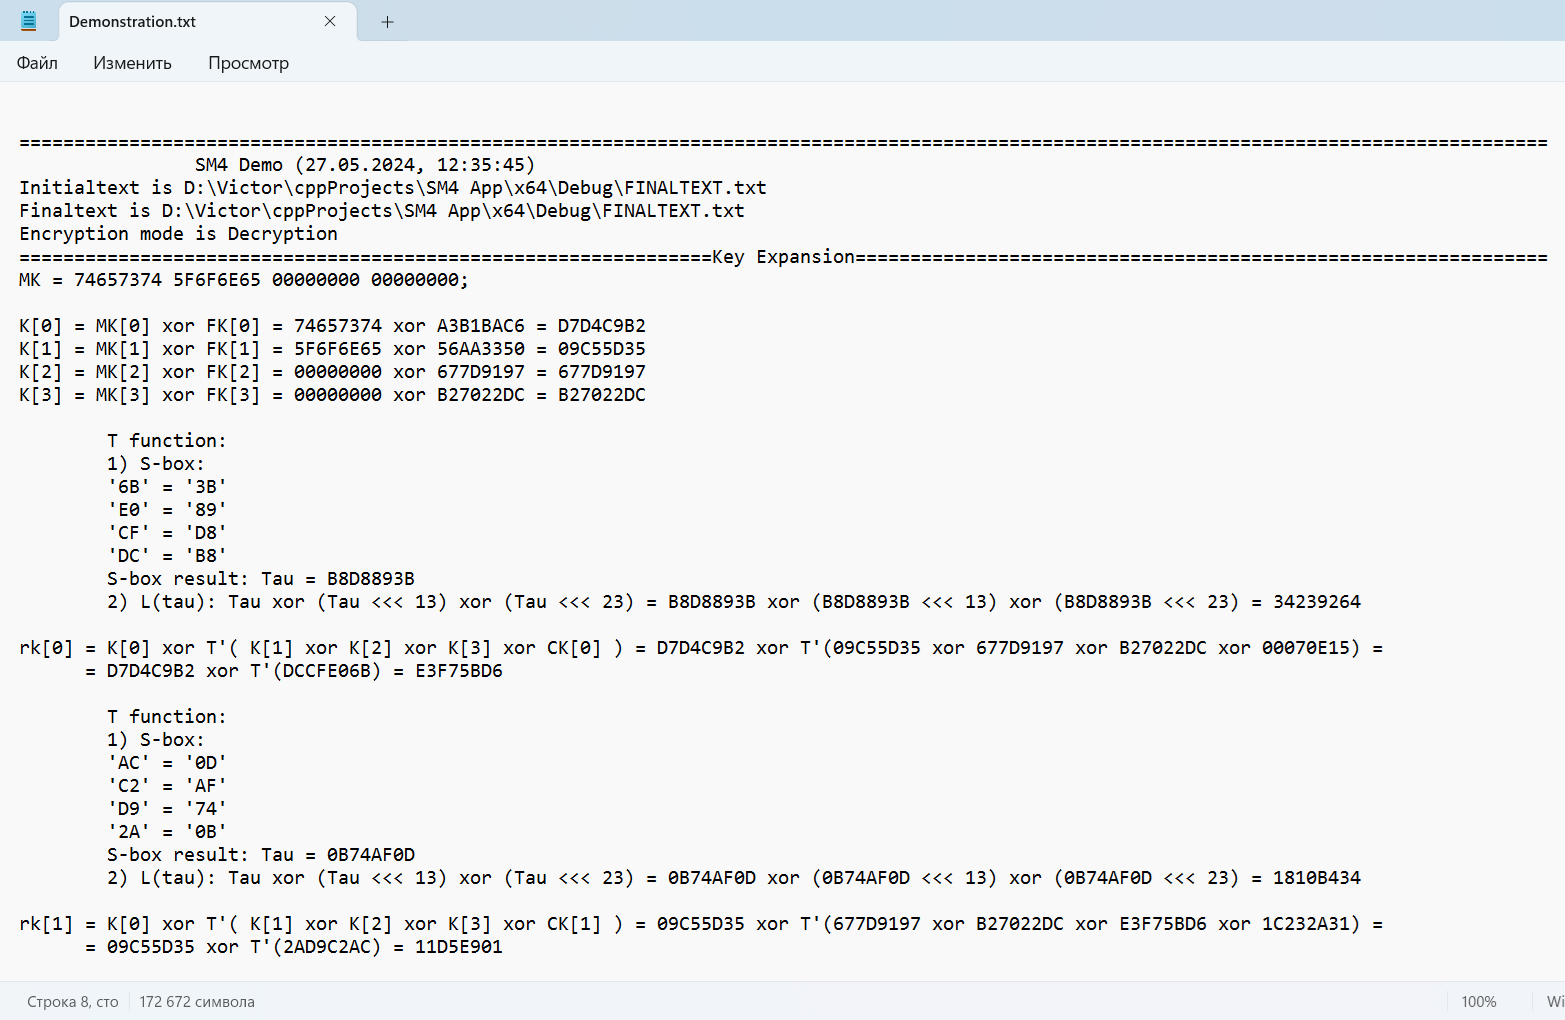 Demonstration.txt
Файл Изменить Просмотр
===========================================================================================================================================
SM4 Demo (27.05.2024, 12:35:45)
Initialtext is D:\Victor\cppProjects\SM4 App\x64\Debug\FINALTEXT.txt
Finaltext is D:\Victor\cppProjects\SM4 App\x64\Debug\FINALTEXT.txt
Encryption mode is Decryption
===============================================================Key Expansion===============================================================
MK = 74657374 5F6F6E65 00000000 00000000;
K[0] = MK[0] xor FK[0] = 74657374 xor A3B1BAC6 = D7D4C9B2
K[1] = MK[1] xor FK[1] = 5F6F6E65 xor 56AA3350 = 09C55D35
K[2] = MK[2] xor FK[2] = 00000000 xor 677D9197 = 677D9197
K[3] = MK[3] xor FK[3] = 00000000 xor B27022DC = B27022DC
T function:
1) S-box:
'6B' = '3B'
'E0' = '89'
'CF' = 'D8'
'DC' = 'B8'
S-box result: Tau = B8D8893B
2) L(tau): Tau xor (Tau <<< 13) xor (Tau <<< 23) = B8D8893B xor (B8D8893B <<< 13) xor (B8D8893B <<< 23) = 34239264
rk[0] = K[0] xor T'( K[1] xor K[2] xor K[3] xor CK[0] ) = D7D4C9B2 xor T'(09C55D35 xor 677D9197 xor B27022DC xor 00070E15) =
= D7D4C9B2 xor T'(DCCFE06B) = E3F75BD6
T function:
1) S-box:
'AC' = '0D'
'C2' = 'AF'
'D9' = '74'
'2A' = '0B'
S-box result: Tau = 0B74AF0D
2) L(tau): Tau xor (Tau <<< 13) xor (Tau <<< 23) = 0B74AF0D xor (0B74AF0D <<< 13) xor (0B74AF0D <<< 23) = 1810B434
rk[1] = K[0] xor T'( K[1] xor K[2] xor K[3] xor CK[1] ) = 09C55D35 xor T'(677D9197 xor B27022DC xor E3F75BD6 xor 1C232A31) =
= 09C55D35 xor T'(2AD9C2AC) = 11D5E901
Строка 8, сто 172 672 символа 100% Wi